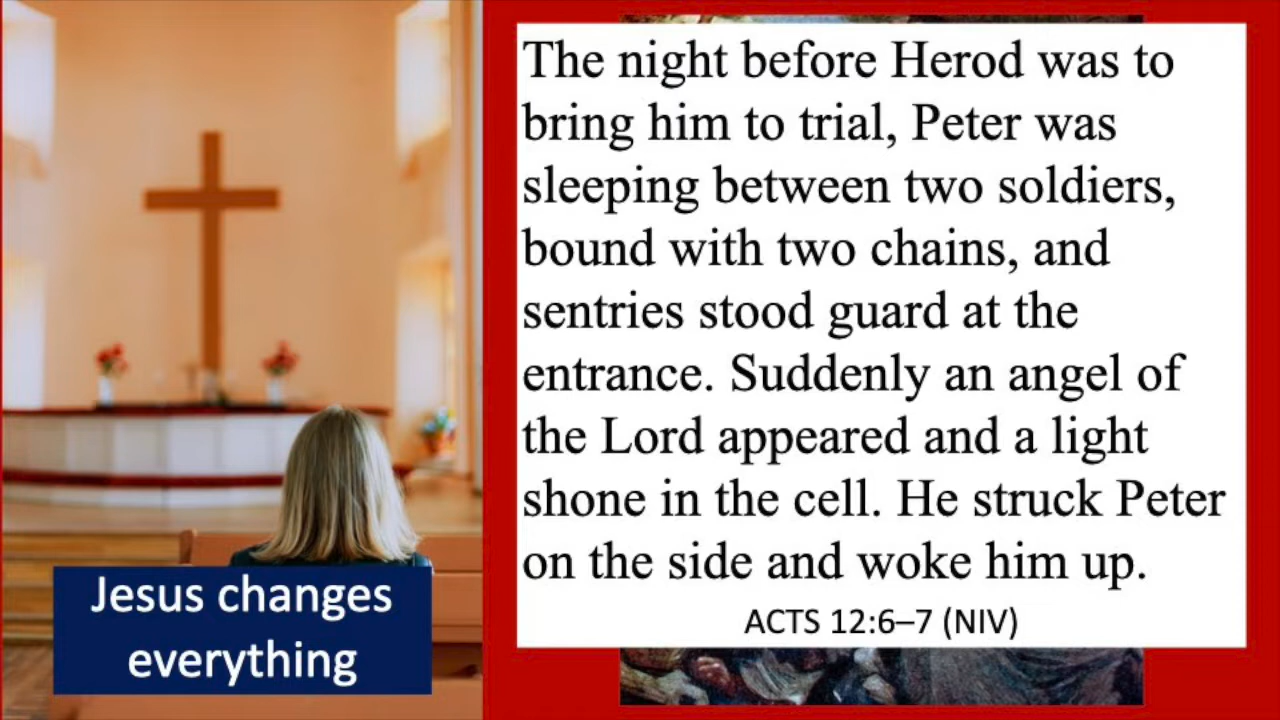 The night before Herod was to
bring him to trial, Peter was
sleeping between two soldiers,
bound with two chains, and
sentries stood guard at the
entrance. Suddenly an angel of
the Lord appeared and a light
shone in the cell. He struck Peter
on the side and woke him up.
ACTS 12:6–7 (NIV)
Jesus changes
everything